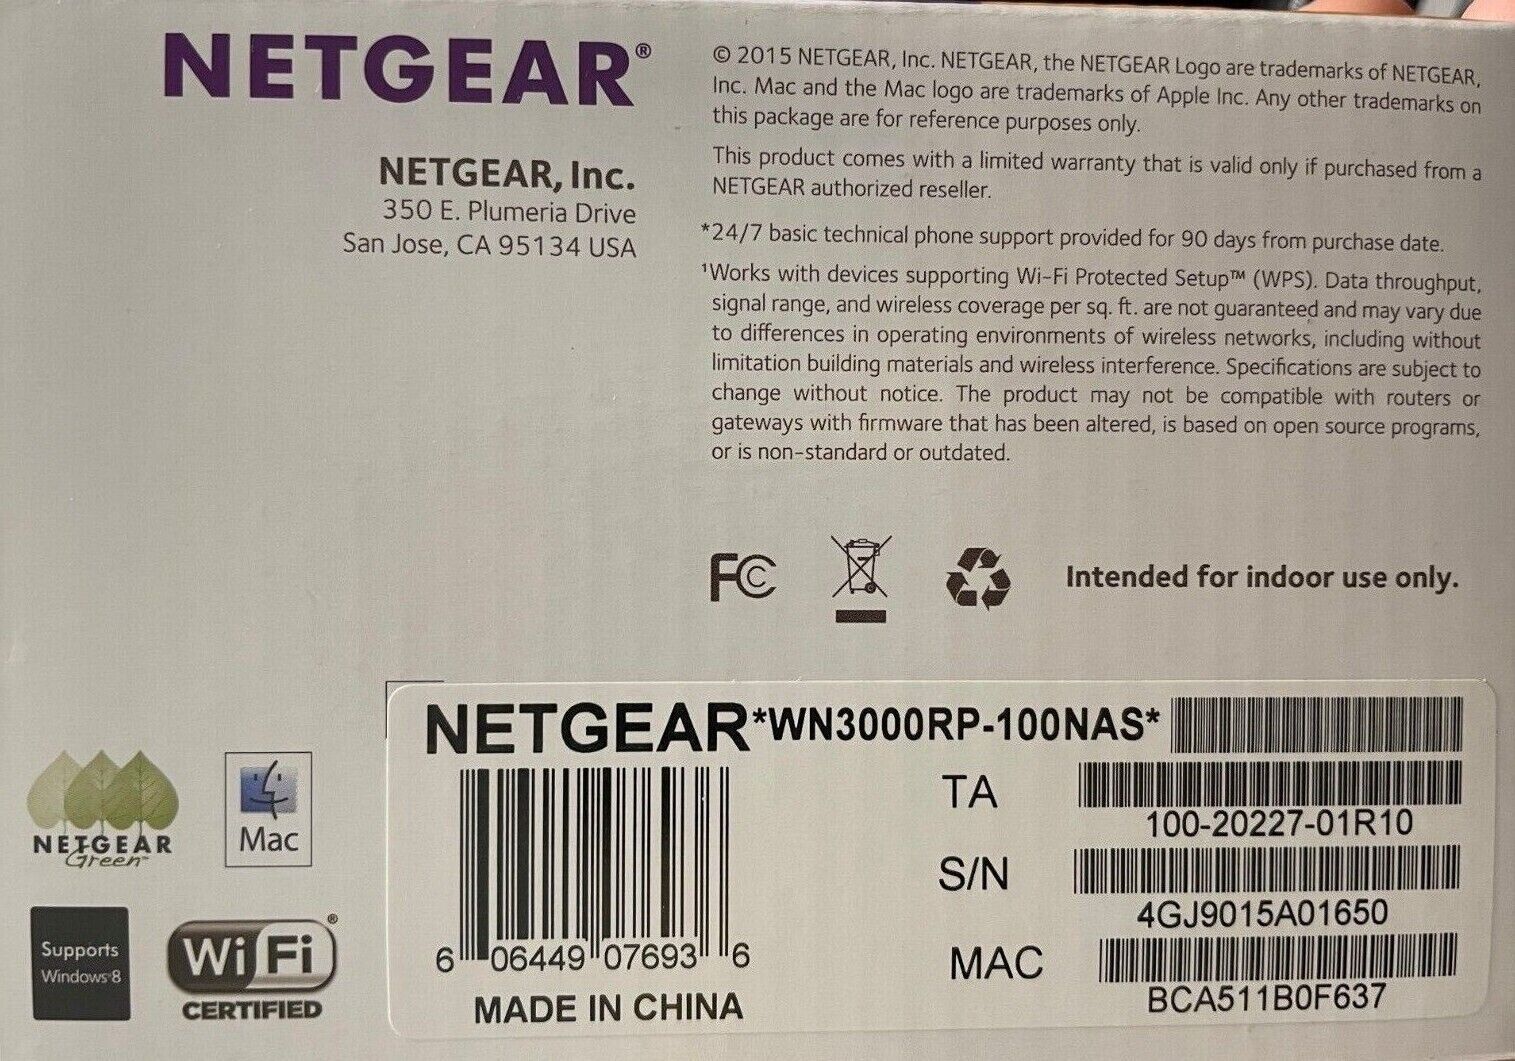 NETGEAR®
NETGEAR, Inc.
350 E. Plumeria Drive
San Jose, CA 95134 USA
© 2015 NETGEAR, Inc. NETGEAR, the NETGEAR Logo are trademarks of NETGEAR,
Inc. Mac and the Mac logo are trademarks of Apple Inc. Any other trademarks on
this package are for reference purposes only.
This product comes with a limited warranty that is valid only if purchased from a
NETGEAR authorized reseller.
*24/7 basic technical phone support provided for 90 days from purchase date.
¹Works with devices supporting Wi-Fi Protected Setup™ (WPS). Data throughput,
signal range, and wireless coverage per sq. ft. are not guaranteed and may vary due
to differences in operating environments of wireless networks, including without
limitation building materials and wireless interference. Specifications are subject to
change without notice. The product may not be compatible with routers or
gateways with firmware that has been altered, is based on open source programs,
or is non-standard or outdated.
FC
Intended for indoor use only.
NETGEAR
Green™
Mac
Supports
Windows 8
Wi Fi ®
CERTIFIED
NETGEAR *WN3000RP-100NAS*
6 06449 07693 6
MADE IN CHINA
TA
100-20227-01R10
S/N
4GJ9015A01650
MAC
BCA511B0F637